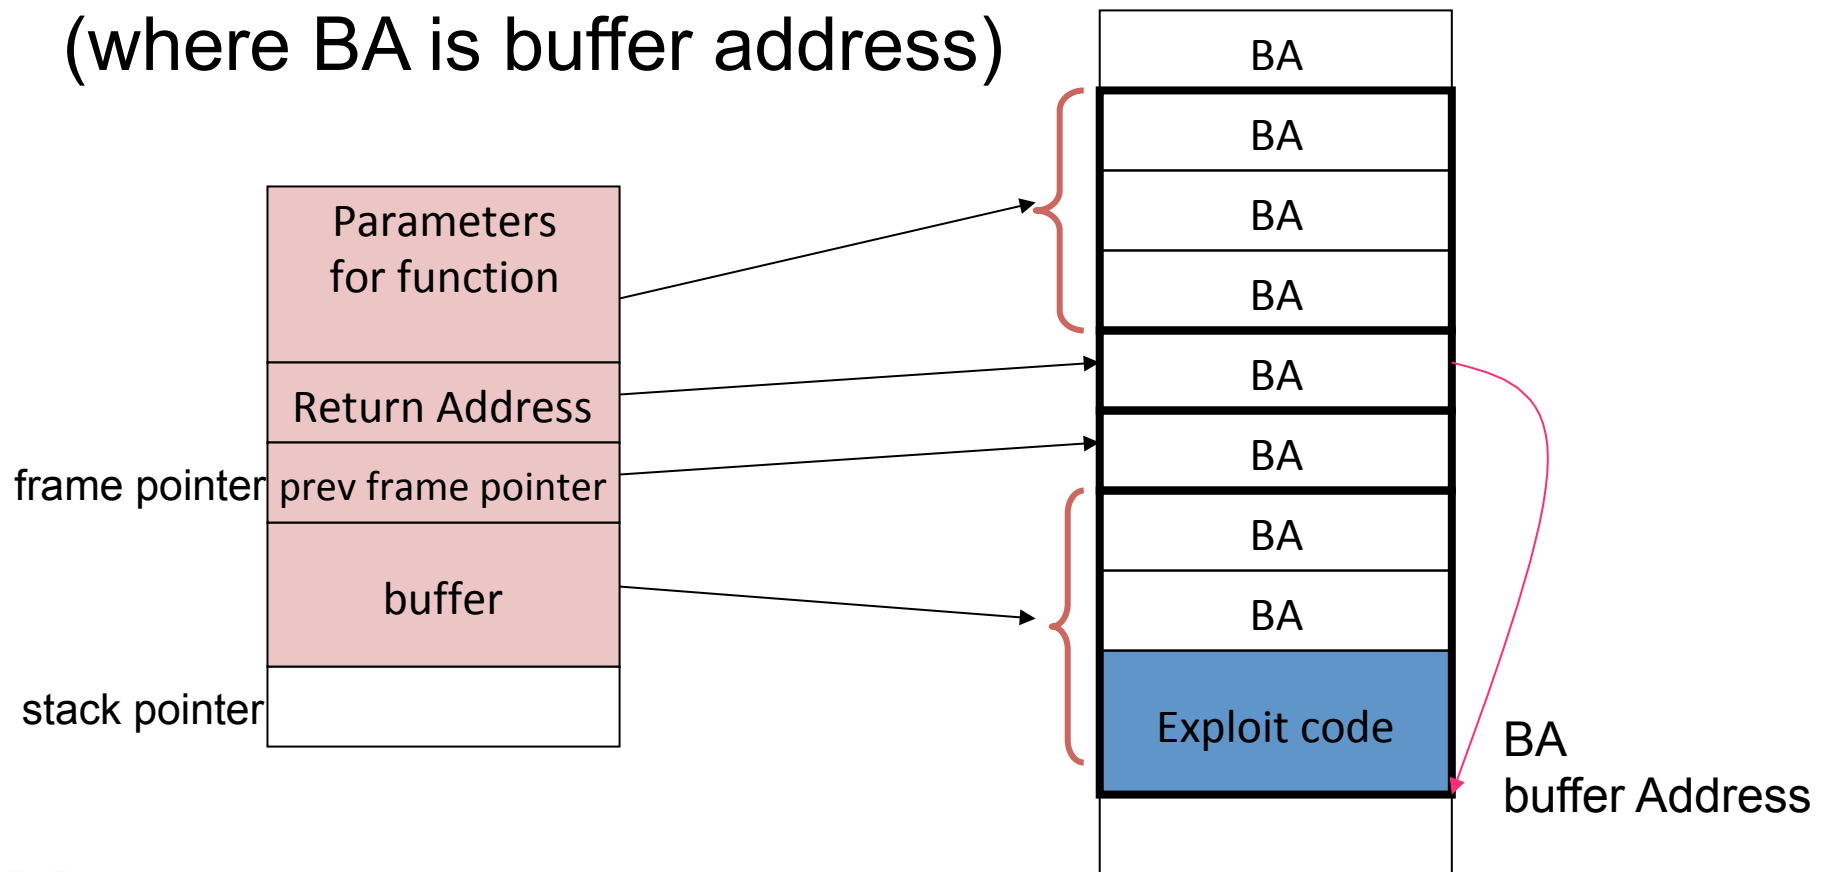 (where BA is buffer address)
Parameters
for function
Return Address
frame pointer
prev frame pointer
buffer
stack pointer
BA
BA
BA
BA
BA
BA
BA
BA
Exploit code
BA
buffer Address